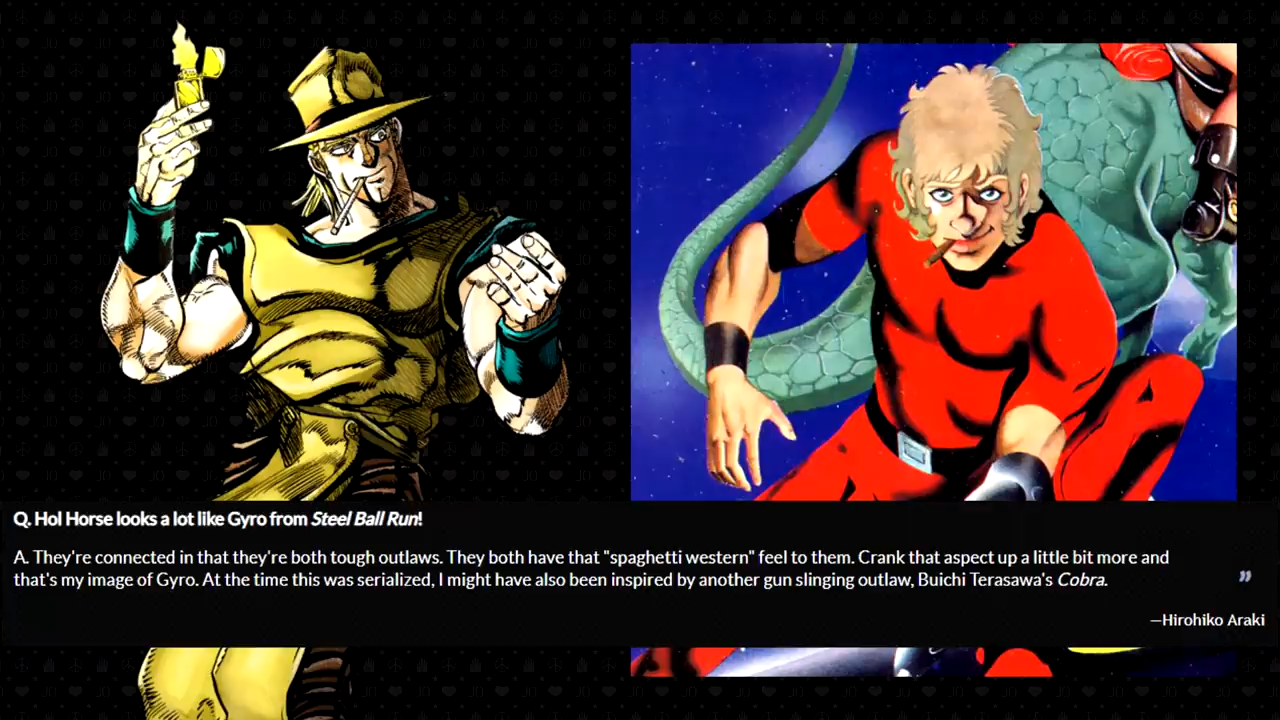 Q. Hol Horse looks a lot like Gyro from Steel Ball Run!
A. They're connected in that they're both tough outlaws. They both have that "spaghetti western" feel to them. Crank that aspect up a little bit more and
that's my image of Gyro. At the time this was serialized, I might have also been inspired by another gun slinging outlaw, Buichi Terasawa's Cobra.
”
—Hirohiko Araki